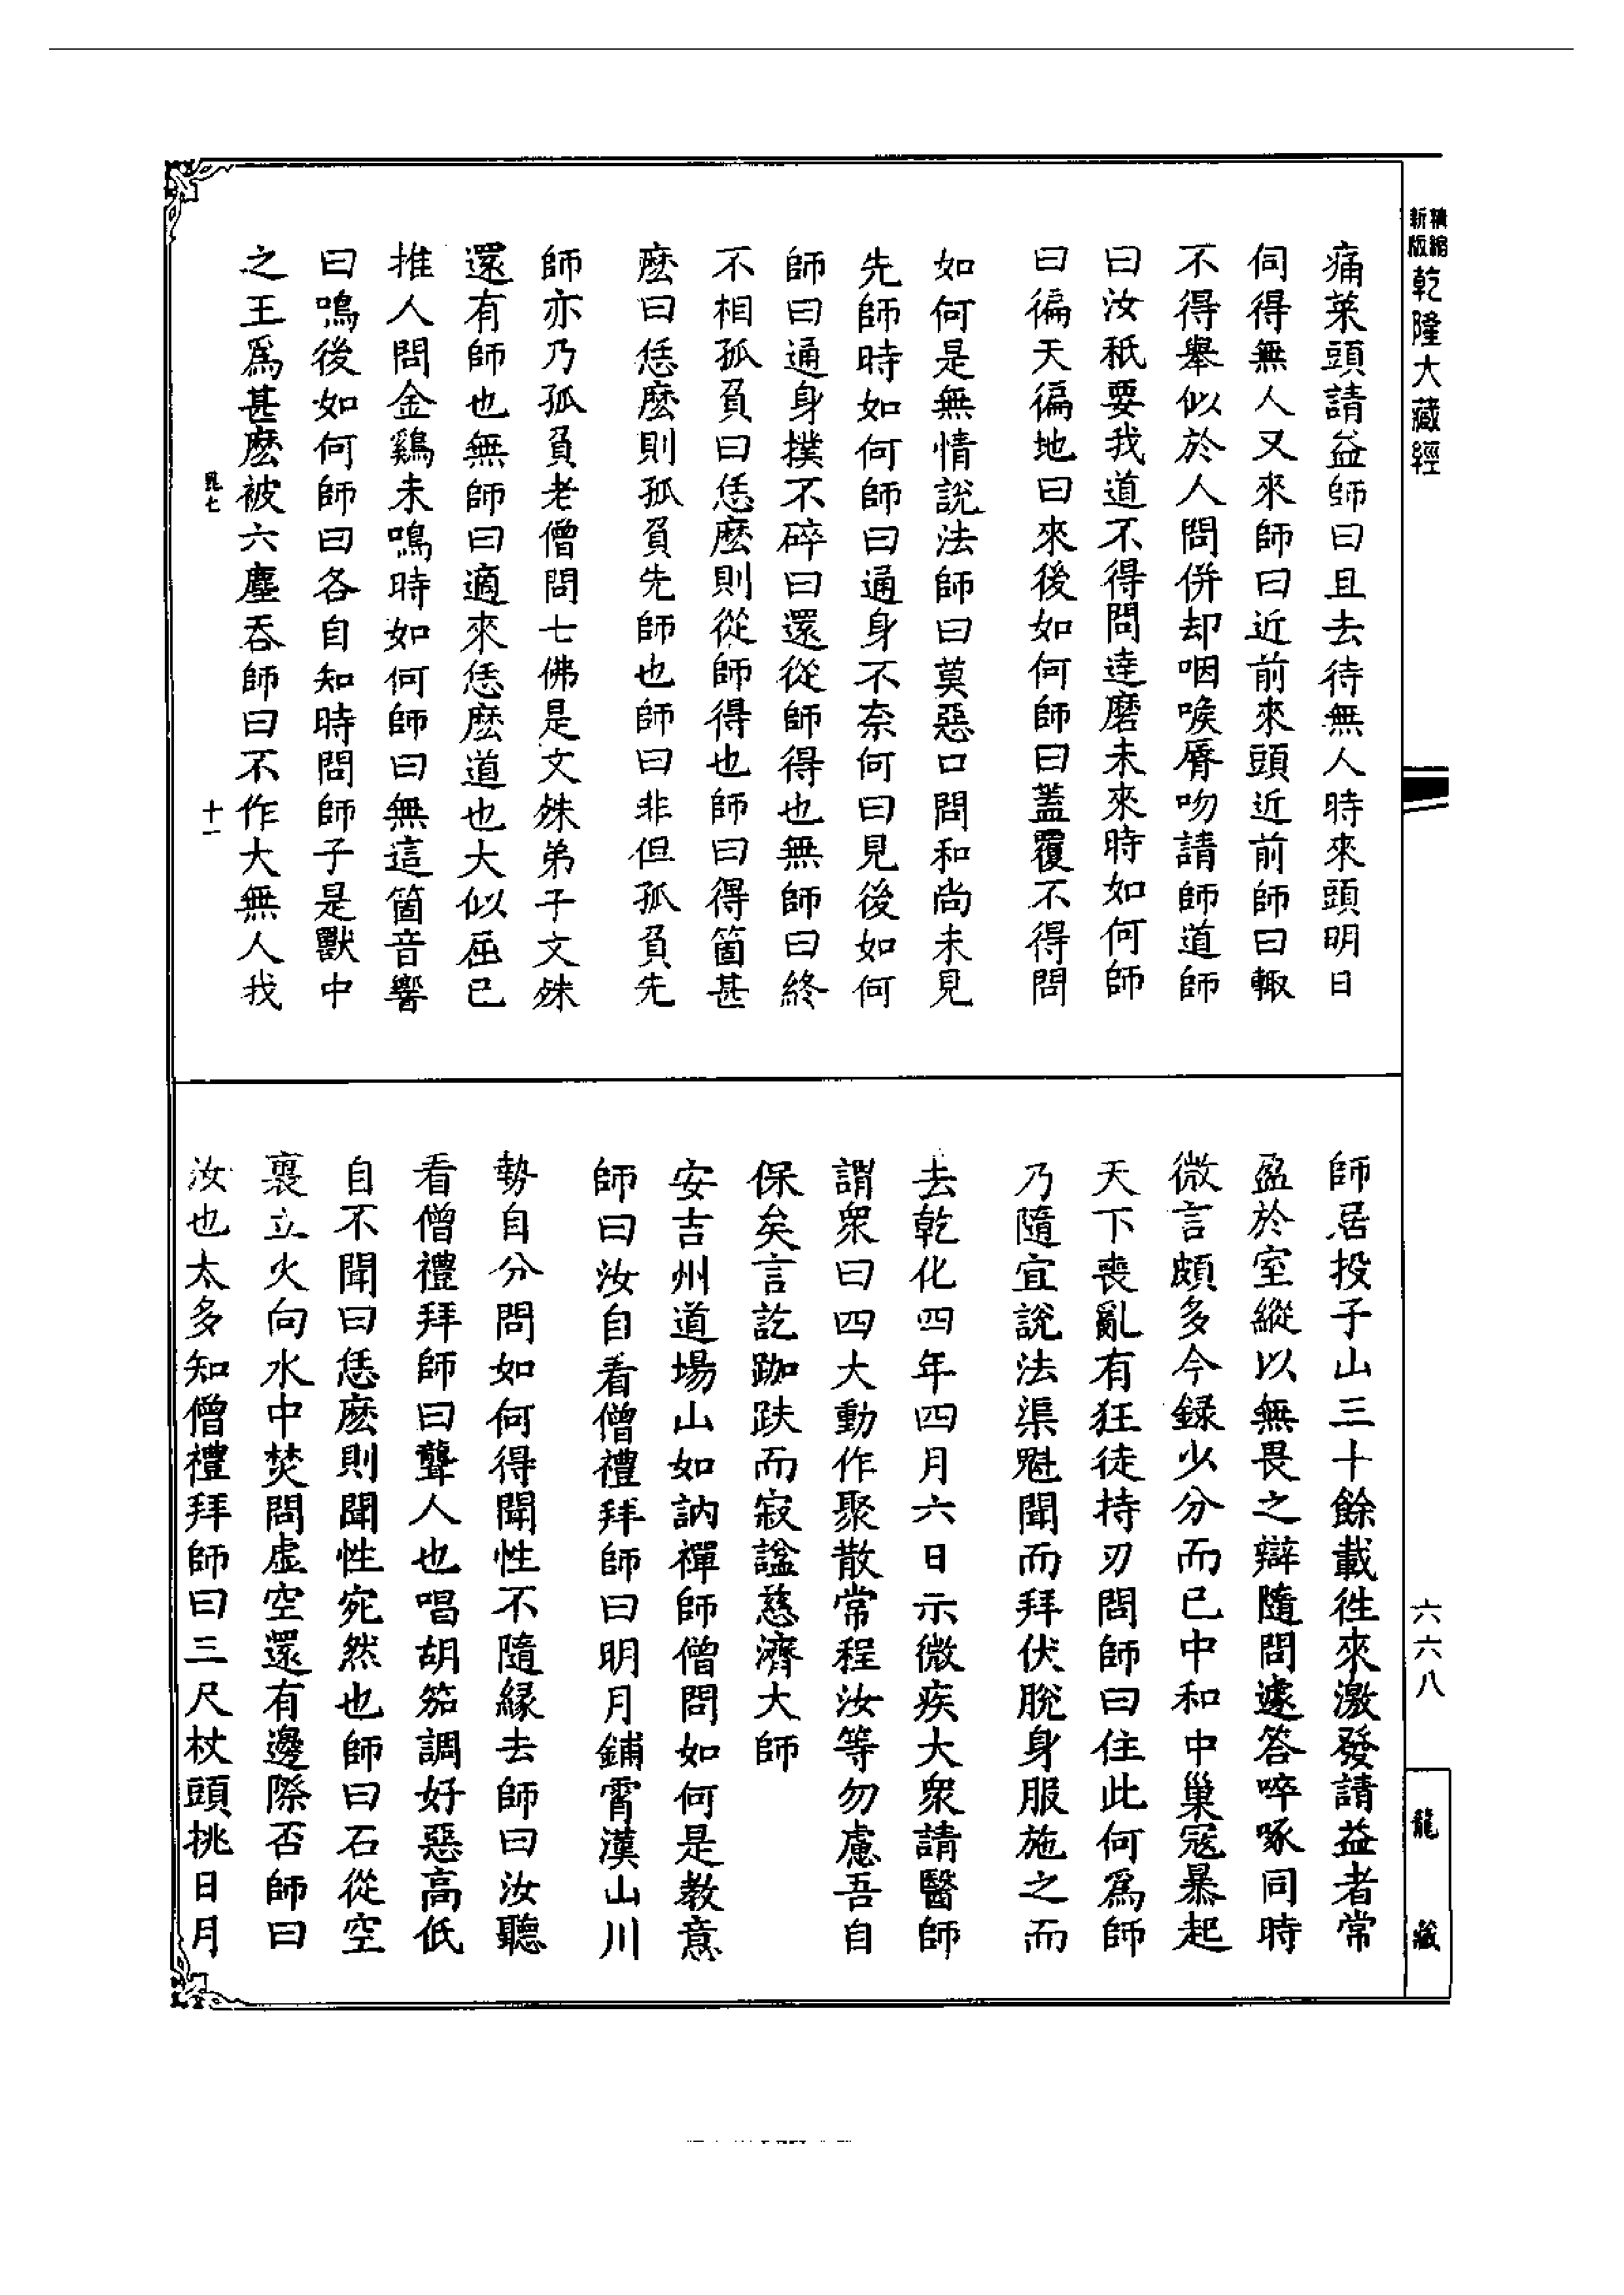 精縮
新版
乾隆大藏經
痛菜頭請益師曰且去待無人時來頭明日
伺得無人又來師曰近前來頭近前師曰輙
不得舉似於人問併却咽喉脣吻請師道師
曰汝秖要我道不得問達磨未來時如何師
曰徧天徧地曰來後如何師曰蓋覆不得問
如何是無情說法師曰莫惡口問和尚未見
先師時如何師曰通身不奈何曰見後如何
師曰通身撲不碎曰還從師得也無師曰終
不相孤負曰恁麼則從師得也師曰得箇甚
麼曰恁麼則孤負先師也師曰非但孤負先
師亦乃孤負老僧問七佛是文殊弟子文殊
還有師也無師曰適來恁麼道也大似屈己
推人問金鷄未鳴時如何師曰無這箇音響
曰鳴後如何師曰各自知時問師子是獸中
之王爲甚麼被六塵吞師曰不作大無人我
十一
師居投子山三十餘載徃來激發請益者常
盈於室縱以無畏之辯隨問遽答啐啄同時
微言頗多今録少分而已中和中巢寇暴起
天下喪亂有狂徒持刃問師曰住此何爲師
乃隨宜說法渠魁聞而拜伏脫身服施之而
去乾化四年四月六日示微疾大衆請醫師
謂衆曰四大動作聚散常程汝等勿慮吾自
保矣言訖跏趺而寂謚慈濟大師
安吉州道場山如訥禪師僧問如何是教意
師曰汝自看僧禮拜師曰明月鋪霄漢山川
勢自分問如何得聞性不隨緣去師曰汝聽
看僧禮拜師曰聾人也唱胡笳調好惡高低
自不聞曰恁麼則聞性宛然也師曰石從空
裏立火向水中焚問虛空還有邊際否師曰
汝也太多知僧禮拜師曰三尺杖頭挑日月
六六八
龍藏